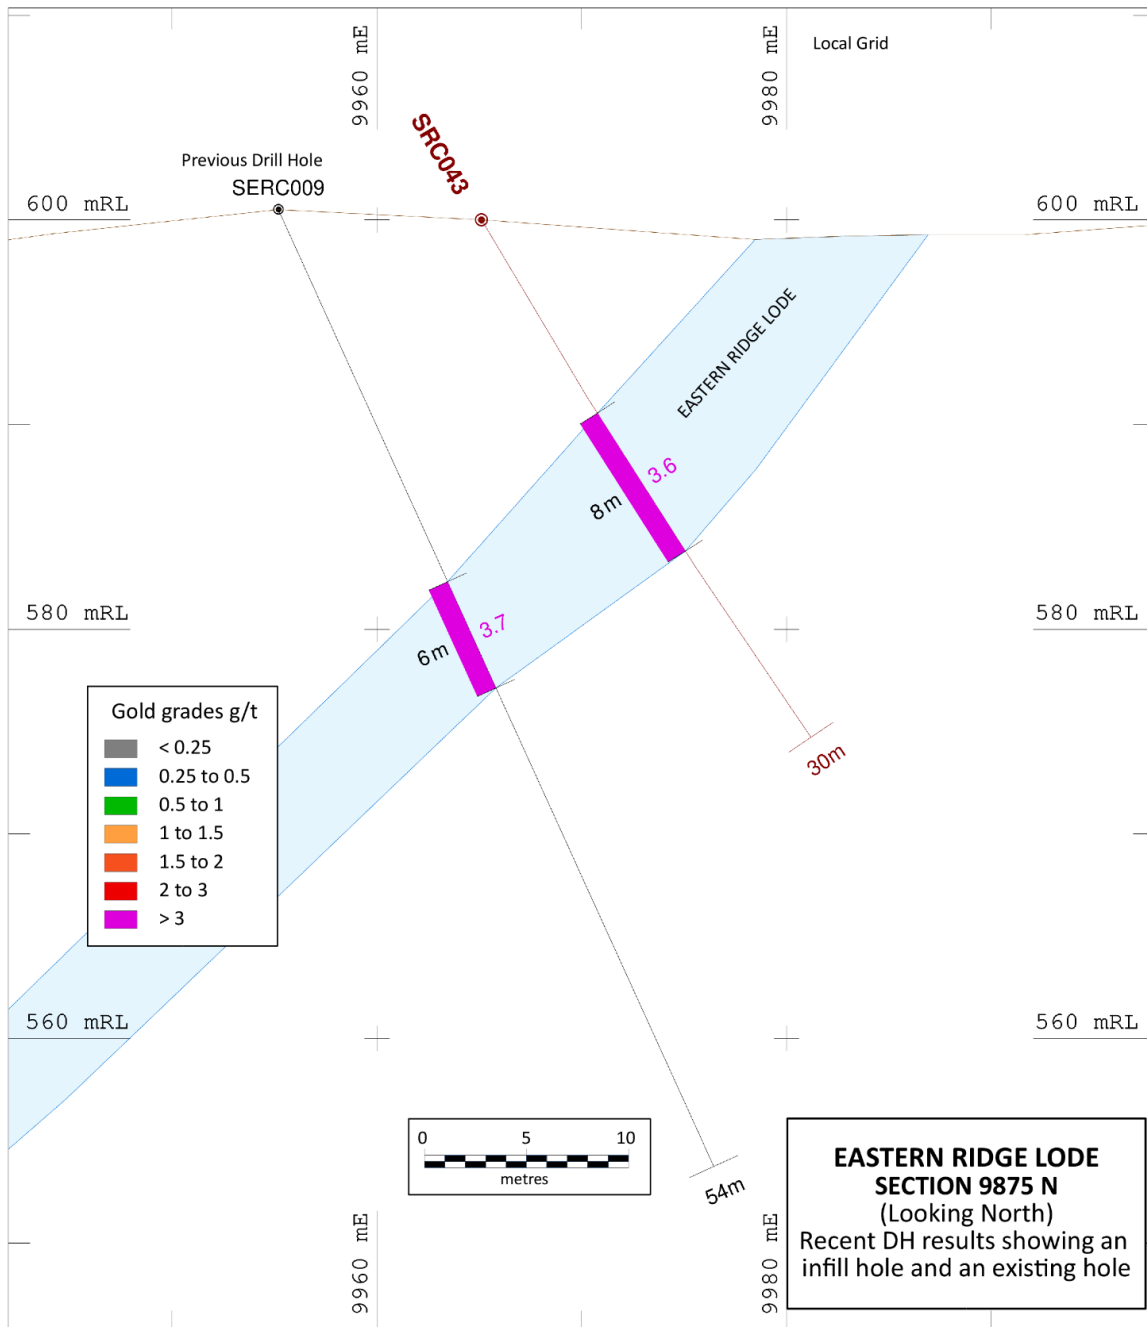 9960 mE
9980 mE
Local Grid
SRC043
Previous Drill Hole
SERC009
600 mRL
600 mRL
EASTERN RIDGE LODE
3.6
8m
580 mRL
580 mRL
3.7
6m
Gold grades g/t
< 0.25
0.25 to 0.5
0.5 to 1
1 to 1.5
1.5 to 2
2 to 3
> 3
30m
560 mRL
560 mRL
0 5 10
metres
54m
9960 mE
9980 mE
EASTERN RIDGE LODE
SECTION 9875 N
(Looking North)
Recent DH results showing an
infill hole and an existing hole